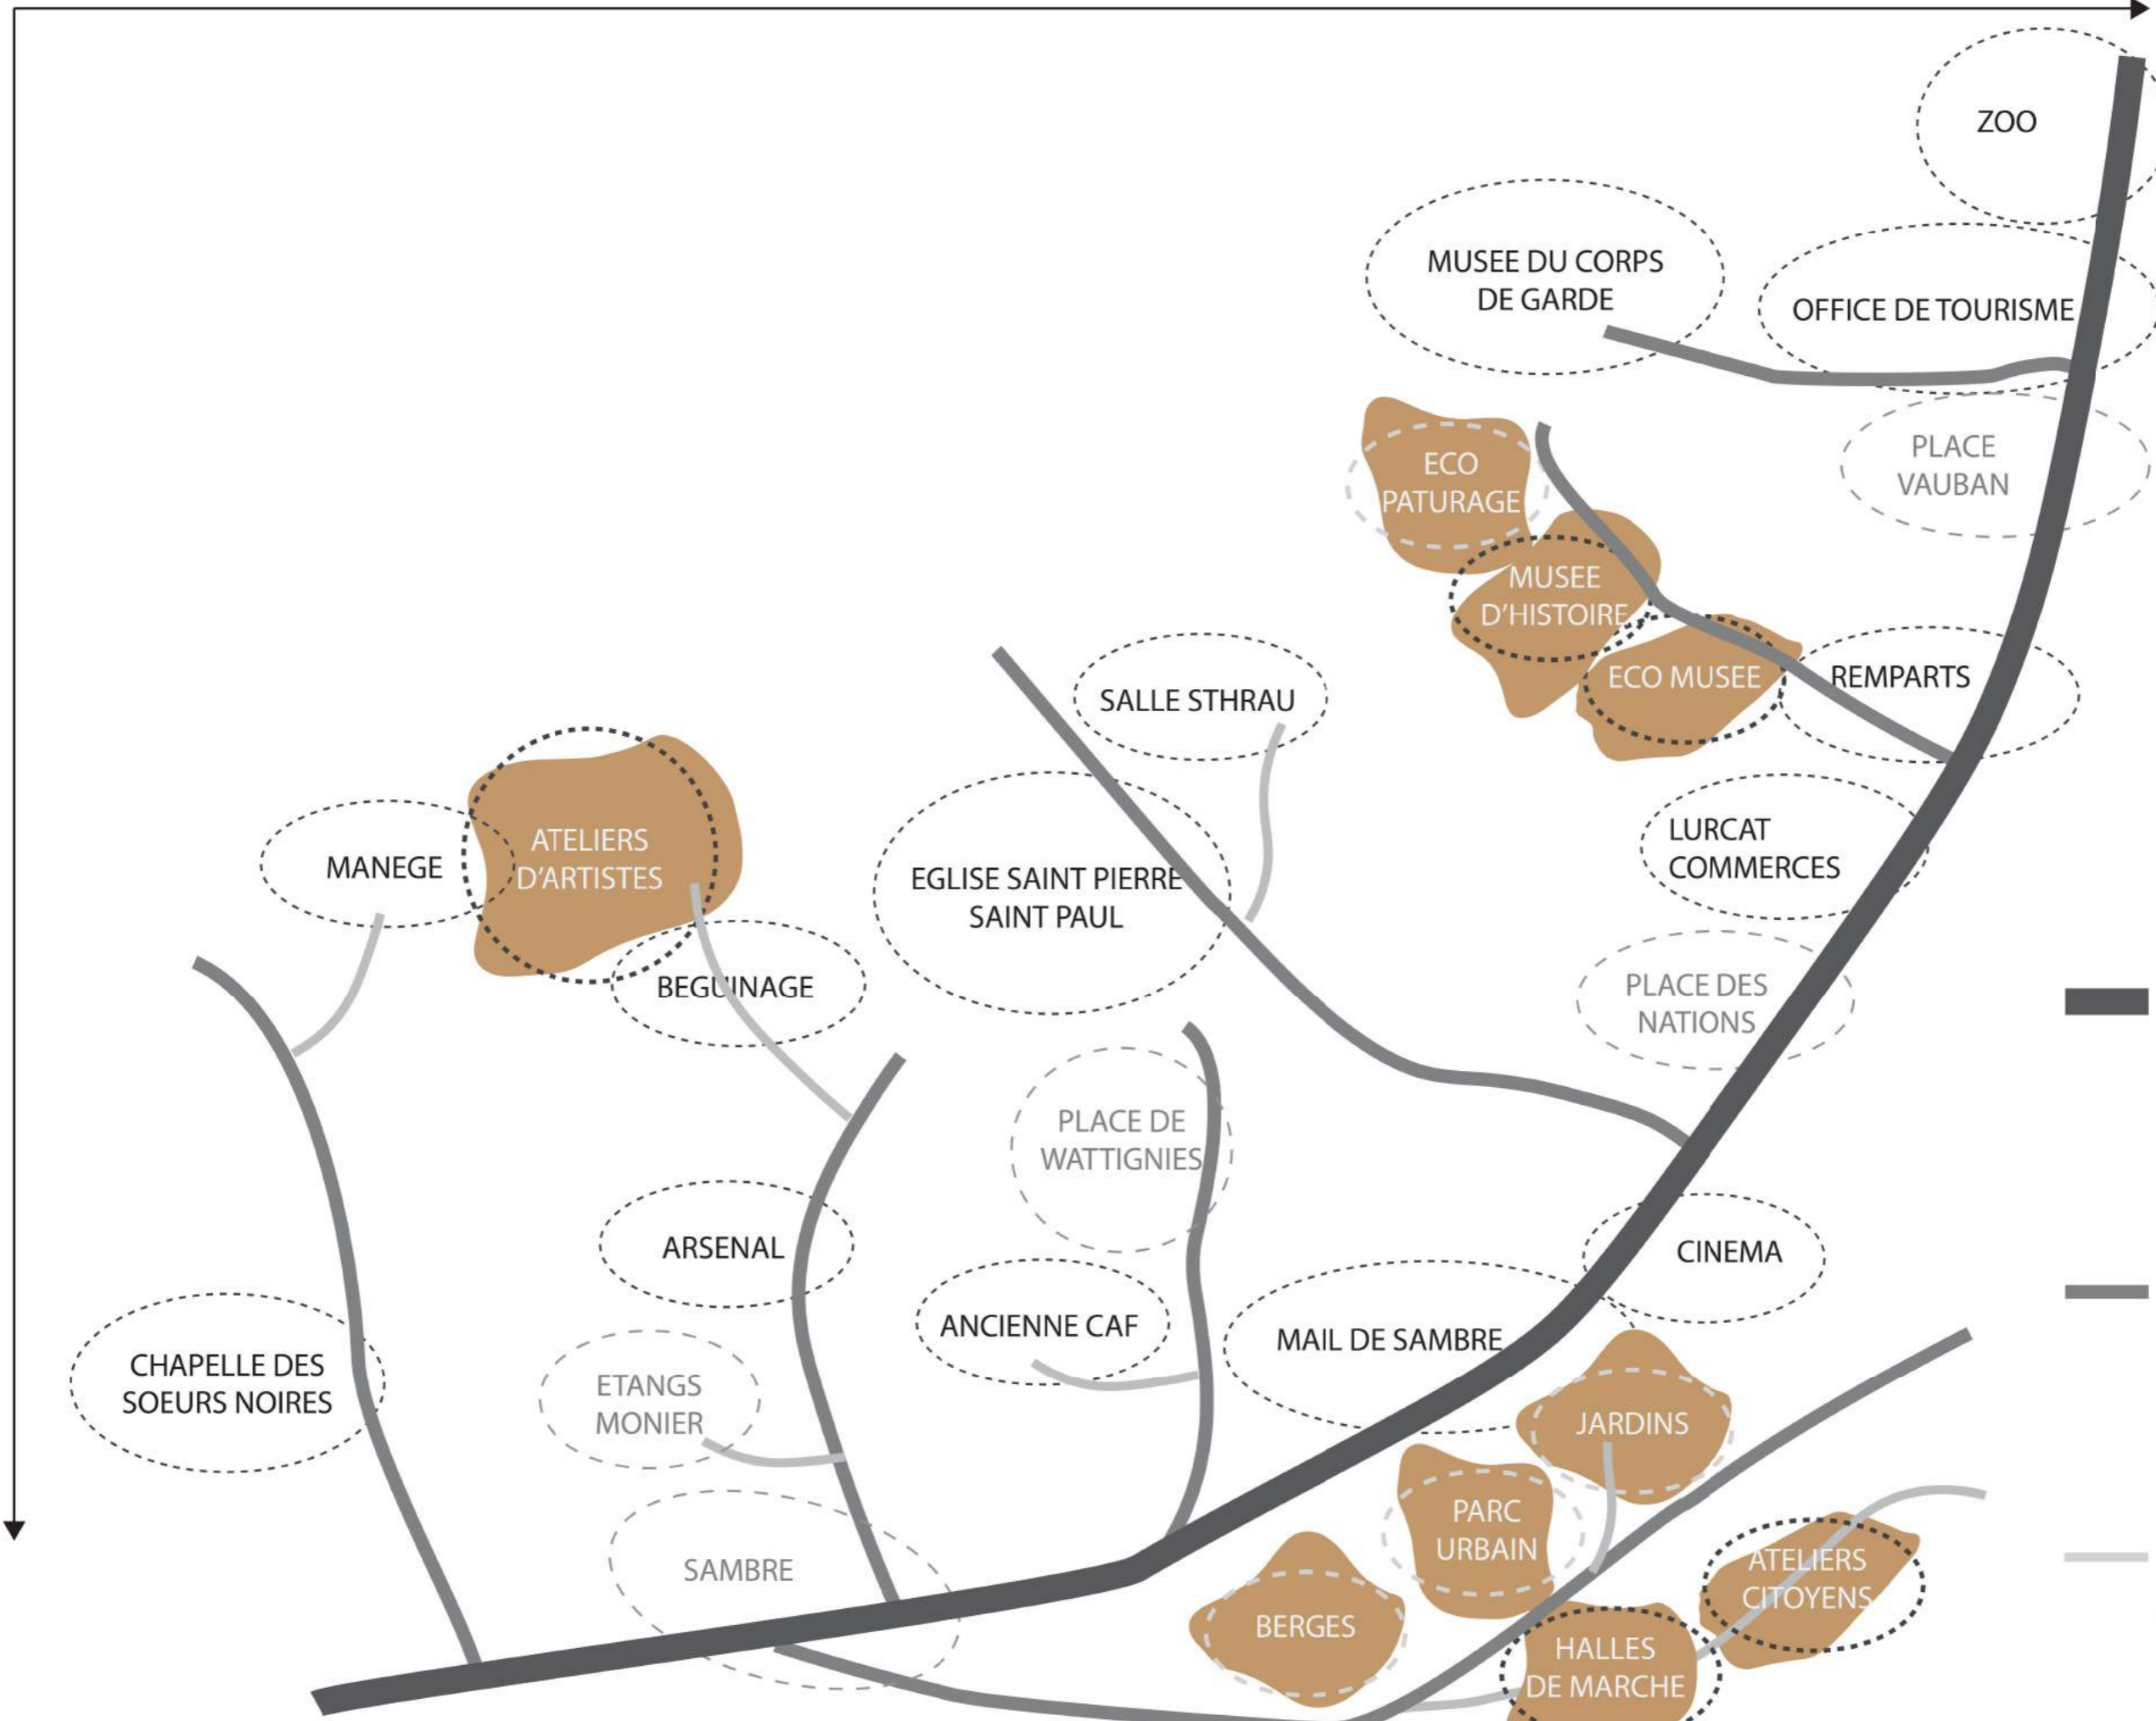 ZOO
MUSEE DU CORPS
DE GARDE
OFFICE DE TOURISME
PLACE
VAUBAN
ECO
PATURAGE
MUSEE
D'HISTOIRE
ECO MUSEE
REMPARTS
SALLE STHRAU
LURCAT
COMMERCES
MANEGE
ATELIERS
D'ARTISTES
EGLISE SAINT PIERRE
SAINT PAUL
BEGUINAGE
PLACE DES
NATIONS
PLACE DE
WATTIGNIES
ARSENAL
CINEMA
ANCIENNE CAF
MAIL DE SAMBRE
CHAPELLE DES
SOEURS NOIRES
ETANGS
MONIER
JARDINS
PARC
URBAIN
SAMBRE
ATELIERS
CITOYENS
BERGES
HALLES
DE MARCHE